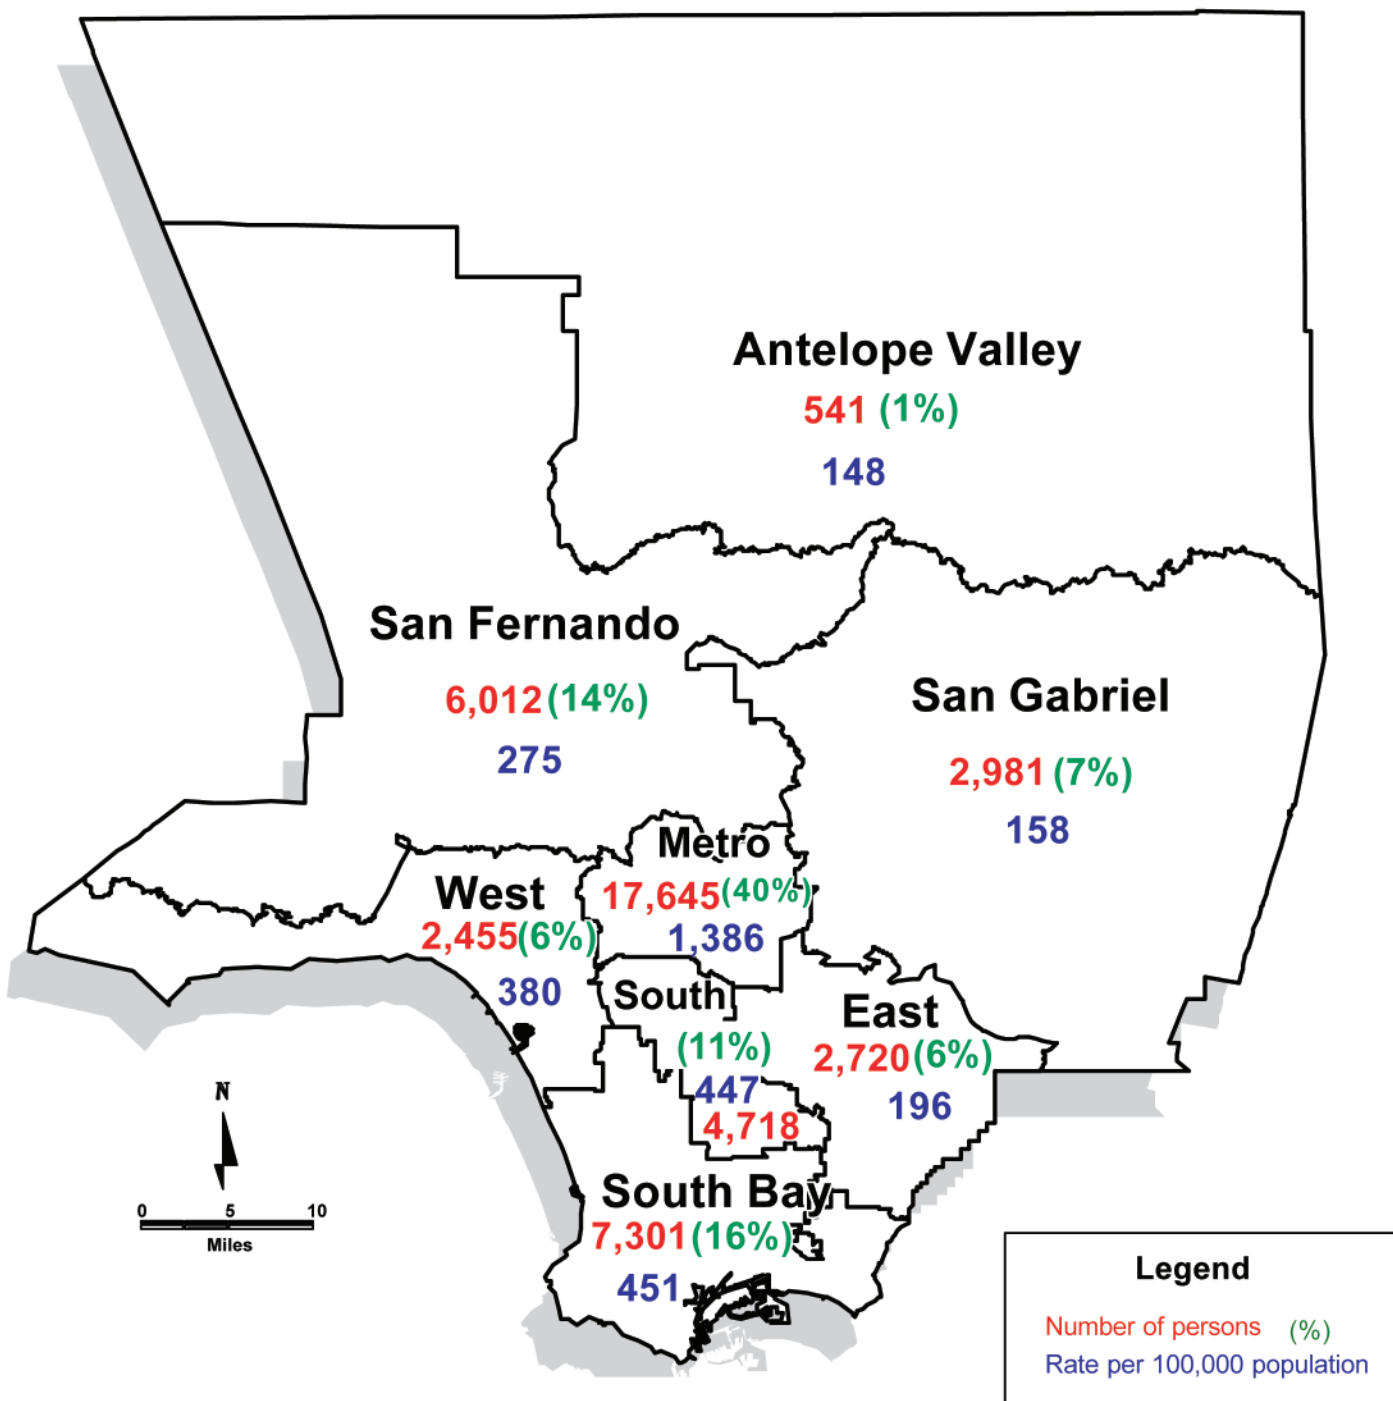 Antelope Valley
541 (1%)
148
San Fernando
6,012 (14%)
275
San Gabriel
2,981 (7%)
158
Metro
17,645 (40%)
1,386
West
2,455 (6%)
380
South
(11%)
447
4,718
East
2,720 (6%)
196
South Bay
7,301 (16%)
451
N
0 5 10
Miles
Legend
Number of persons (%)
Rate per 100,000 population